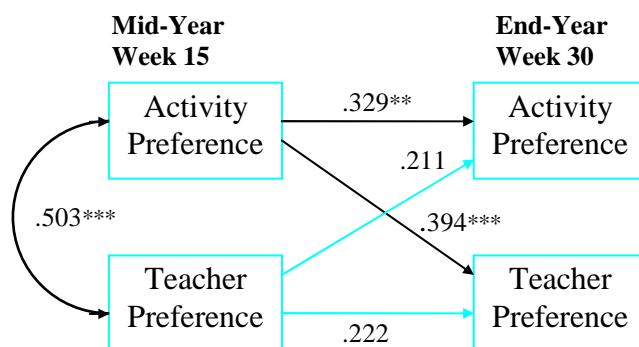 Mid-Year
Week 15
End-Year
Week 30
Activity
Preference
.329**
Activity
Preference
.211
.503***
.394***
Teacher
Preference
.222
Teacher
Preference